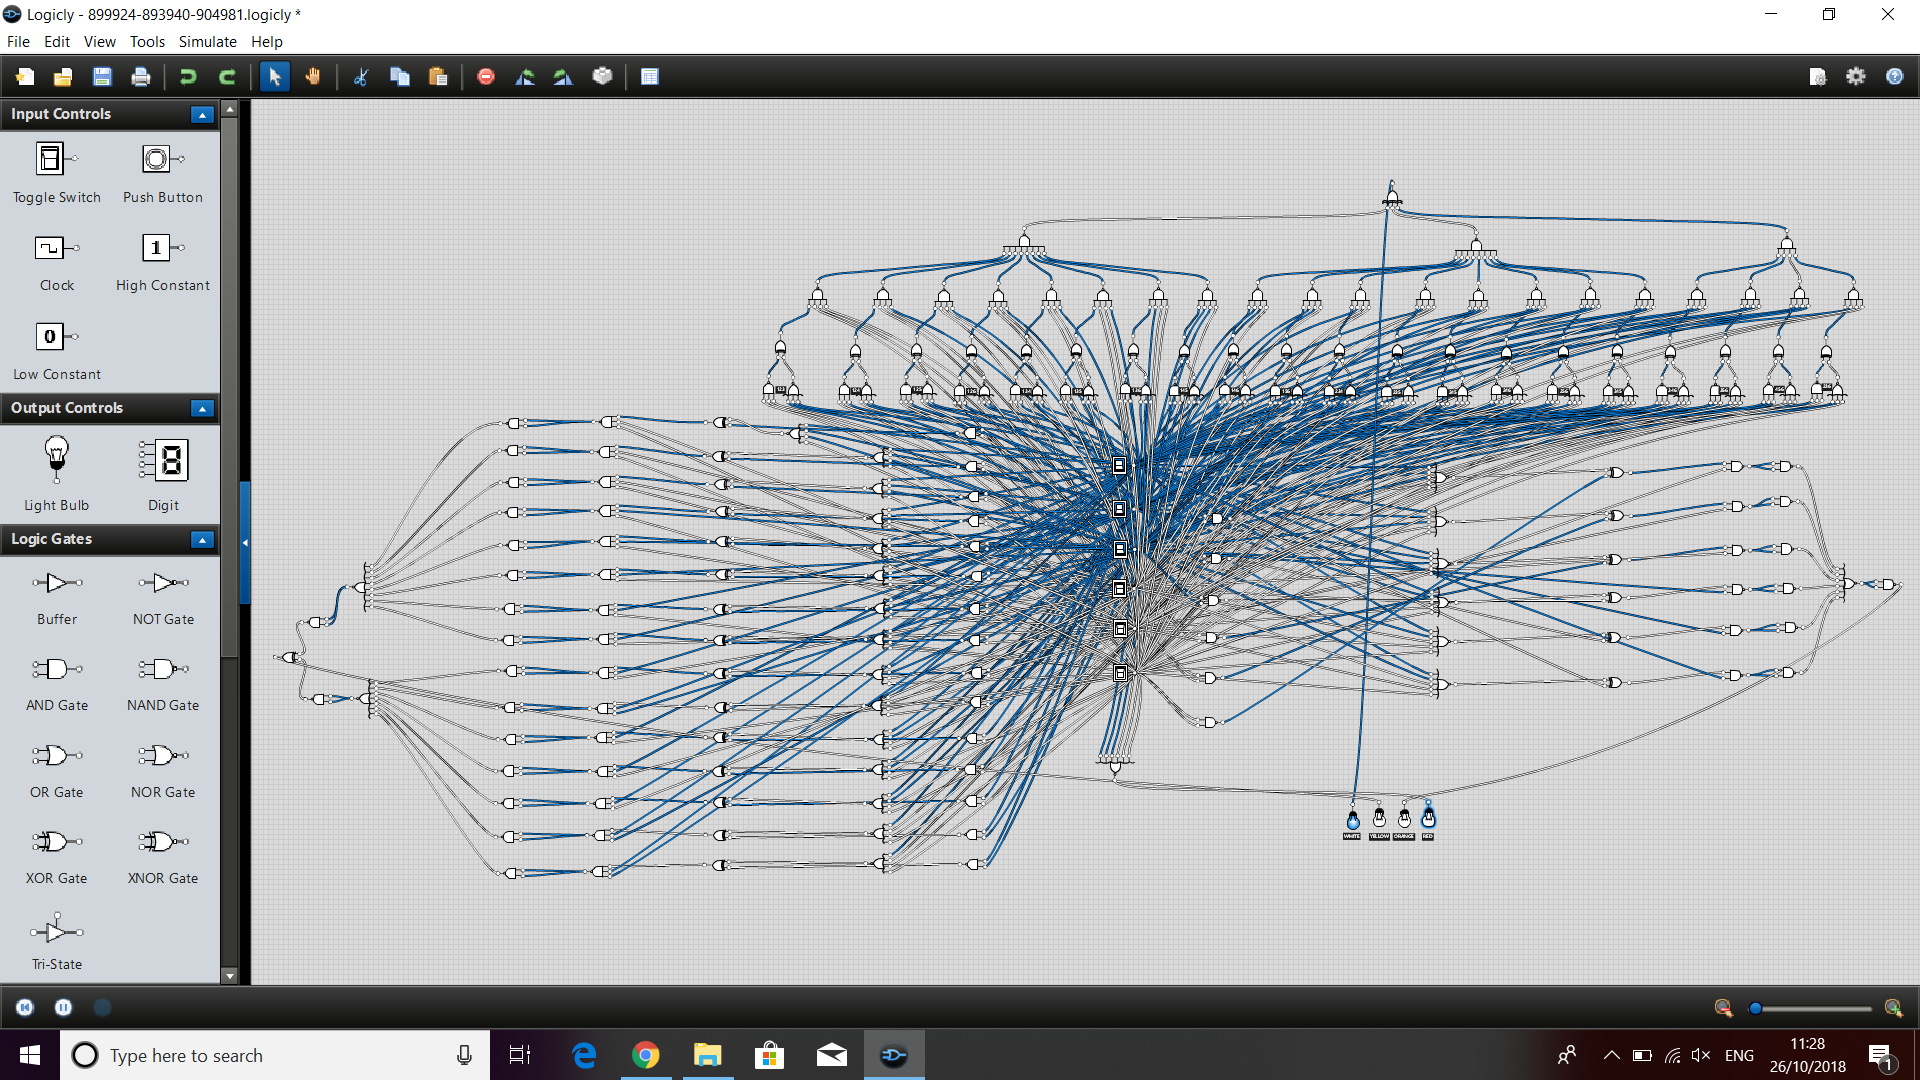 Logicly - 899924-893940-904981.logicly *
File Edit View Tools Simulate Help
Input Controls
Toggle Switch Push Button
1
Clock High Constant
0
Low Constant
Output Controls
Light Bulb Digit
Logic Gates
Buffer NOT Gate
AND Gate NAND Gate
OR Gate NOR Gate
XOR Gate XNOR Gate
Tri-State
WHITE YELLOW ORANGE RED
Type here to search
ENG
11:28
26/10/2018
1